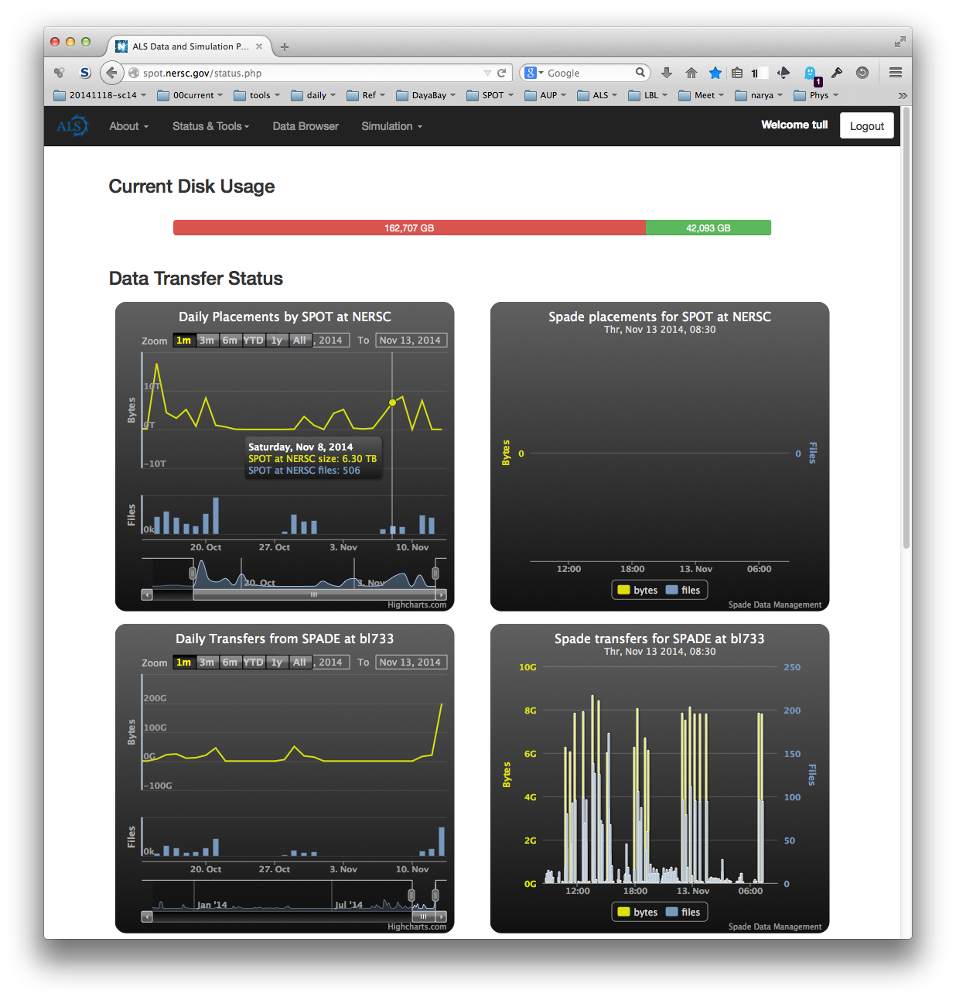 ALS Data and Simulation P...
spot.nersc.gov/status.php
Google
1
20141118-sc14 00current tools daily Ref DayaBay SPOT AUP ALS LBL Meet narya Phys
ALS About Status & Tools Data Browser Simulation Welcome tull Logout
Current Disk Usage
162,707 GB 42,093 GB
Data Transfer Status
Daily Placements by SPOT at NERSC
Zoom 1m 3m 6m YTD 1y All , 2014 To Nov 13, 2014
10T
0T
-10T
Bytes
Saturday, Nov 8, 2014
SPOT at NERSC size: 6.30 TB
SPOT at NERSC files: 506
Files
0k
20. Oct 27. Oct 3. Nov 10. Nov
20. Oct 3. Nov
Highcharts.com
Spade placements for SPOT at NERSC
Thr, Nov 13 2014, 08:30
Bytes 0 0 Files
12:00 18:00 13. Nov 06:00
bytes files
Spade Data Management
Daily Transfers from SPADE at bl733
Zoom 1m 3m 6m YTD 1y All , 2014 To Nov 13, 2014
200G
100G
0G
-100G
Bytes
Files
0k
20. Oct 27. Oct 3. Nov 10. Nov
Jan '14 Jul '14
Highcharts.com
Spade transfers for SPADE at bl733
Thr, Nov 13 2014, 08:30
10G 250
8G 200
6G 150
Bytes Files
4G 100
2G 50
0G 0
12:00 18:00 13. Nov 06:00
bytes files
Spade Data Management